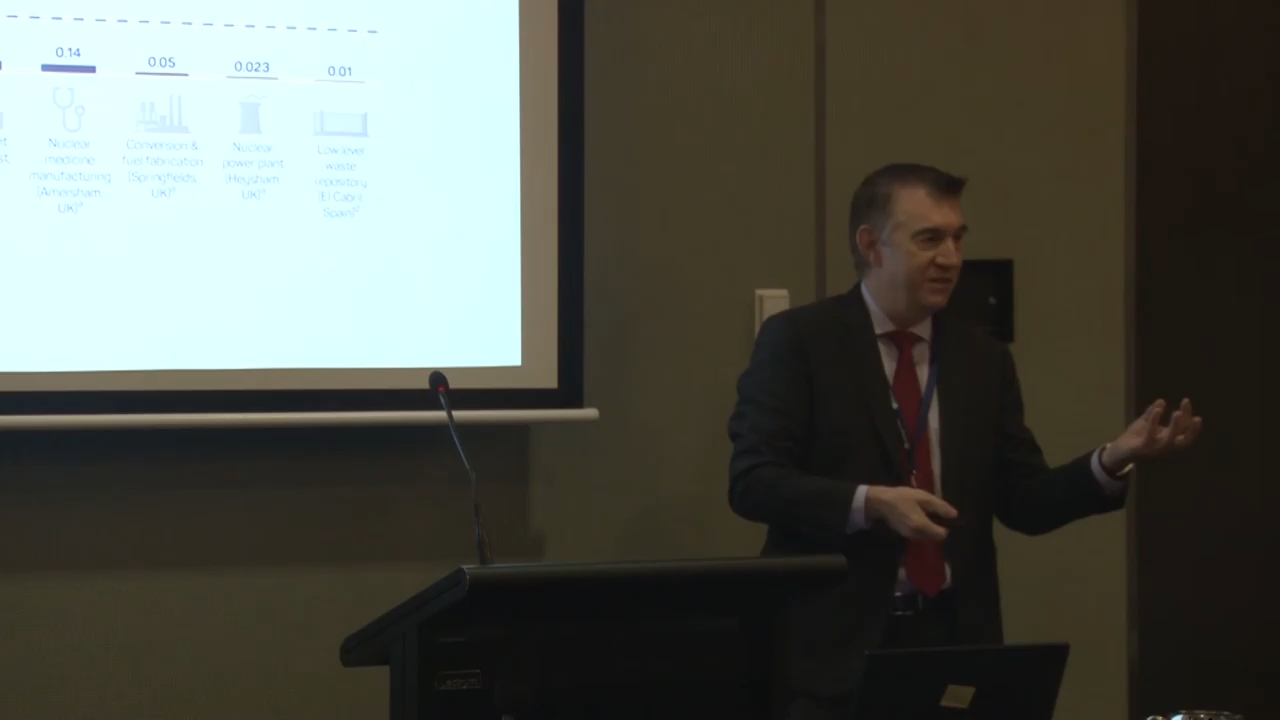 0.14
0.05
0.023
0.01
Nuclear
medicine
manufacturing
(Amersham,
UK)
Conversion &
fuel fabrication
(Springfields,
UK)
Nuclear
power plant
(Heysham
UK)
Low level
waste
repository
(El Cabril,
Spain)